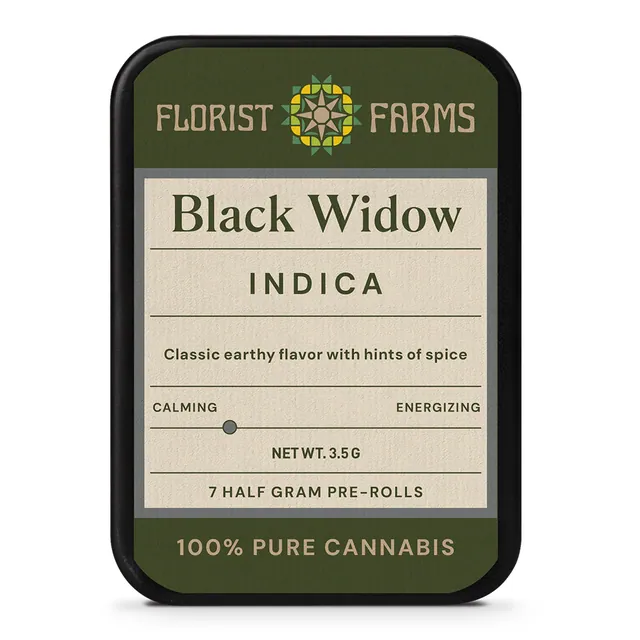 FLORIST FARMS
Black Widow
INDICA
Classic earthy flavor with hints of spice
CALMING ENERGIZING
NET WT. 3.5 G
7 HALF GRAM PRE-ROLLS
100% PURE CANNABIS